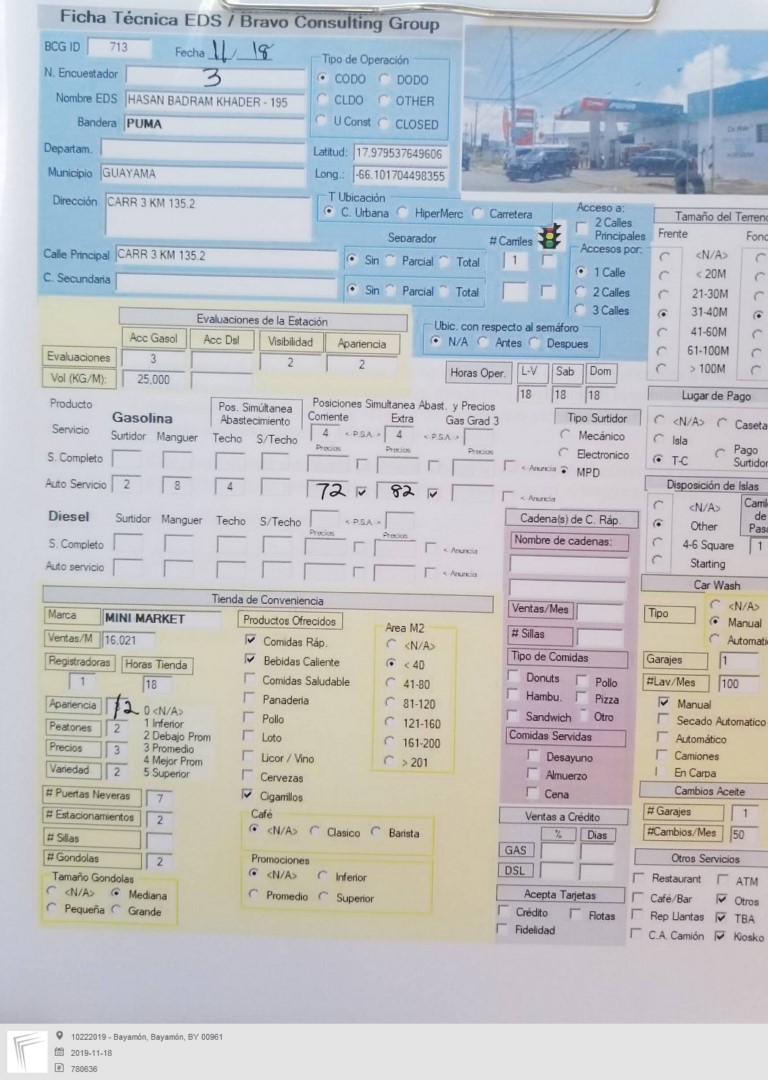 Ficha Técnica EDS / Bravo Consulting Group
BCG ID 713 Fecha 11/18
N. Encuestador 3
Nombre EDS HASAN BADRAM KHADER - 195
Bandera PUMA
Departam.
Municipio GUAYAMA
Dirección CARR 3 KM 135.2
Calle Principal CARR 3 KM 135.2
C. Secundaria
Tipo de Operación
CODO DODO
CLDO OTHER
U Const CLOSED
Latitud: 17.979537649606
Long.: -66.101704498355
T Ubicación
C. Urbana HiperMerc Carretera
Separador # Carriles
Sin Parcial Total 1
Sin Parcial Total
Acceso a:
2 Calles
Principales
Accesos por:
1 Calle
2 Calles
3 Calles
Ubic. con respecto al semáforo
N/A Antes Despues
Tamaño del Terreno
Frente
<N/A>
< 20M
21-30M
31-40M
41-60M
61-100M
> 100M
Evaluaciones de la Estación
Acc Gasol Acc Dsl Visibilidad Apariencia
Evaluaciones 3 2 2
Vol (KG/M): 25,000
Horas Oper. L-V Sab Dom
18 18 18
Producto
Servicio
Gasolina
Surtidor Manguer
Pos. Simúltanea
Abastecimiento
Techo S/Techo
Posiciones Simultanea Abast. y Precios
Corriente Extra Gas Grad 3
4 < P.S.A. > 4 < P.S.A. >
Precios Precios Precios
S. Completo < Anuncia
Auto Servicio 2 8 4 72 82 < Anuncia
Tipo Surtidor
Mecánico
Electronico
MPD
Lugar de Pago
<N/A> Caseta
Isla
T-C Pago
Surtidor
Diesel Surtidor Manguer Techo S/Techo < P.S.A. >
Precios Precios
S. Completo < Anuncia
Auto servicio < Anuncia
Disposición de Islas
<N/A>
Other
4-6 Square 1
Starting
Tienda de Conveniencia
Marca MINI MARKET
Ventas/M 16,021
Registradoras Horas Tienda
1 18
Apariencia 2
Peatones 2
Precios 3
Variedad 2
0 <N/A>
1 Inferior
2 Debajo Prom
3 Promedio
4 Mejor Prom
5 Superior
# Puertas Neveras 7
# Estacionamientos 2
# Sillas
# Gondolas 2
Tamaño Gondolas
<N/A> Mediana
Pequeña Grande
Productos Ofrecidos
Comidas Ráp.
Bebidas Caliente
Comidas Saludable
Panaderia
Pollo
Loto
Licor / Vino
Cervezas
Cigarrillos
Area M2
<N/A>
< 40
41-80
81-120
121-160
161-200
> 201
Café
<N/A> Clasico Barista
Promociones
<N/A> Inferior
Promedio Superior
Cadena(s) de C. Ráp.
Nombre de cadenas:
Ventas/Mes
# Sillas
Tipo de Comidas
Donuts Pollo
Hambu. Pizza
Sandwich Otro
Comidas Servidas
Desayuno
Almuerzo
Cena
Ventas a Crédito
% Dias
GAS
DSL
Acepta Tarjetas
Crédito Flotas
Fidelidad
Car Wash
Tipo
<N/A>
Manual
Garajes 1
#Lav/Mes 100
Manual
Secado Automatico
Automático
Camiones
En Carpa
Cambios Aceite
# Garajes 1
#Cambios/Mes 50
Otros Servicios
Restaurant ATM
Café/Bar Otros
Rep Llantas TBA
C.A. Camión Kiosko
10222019 - Bayamón, Bayamón, BY 00961
2019-11-18
780636